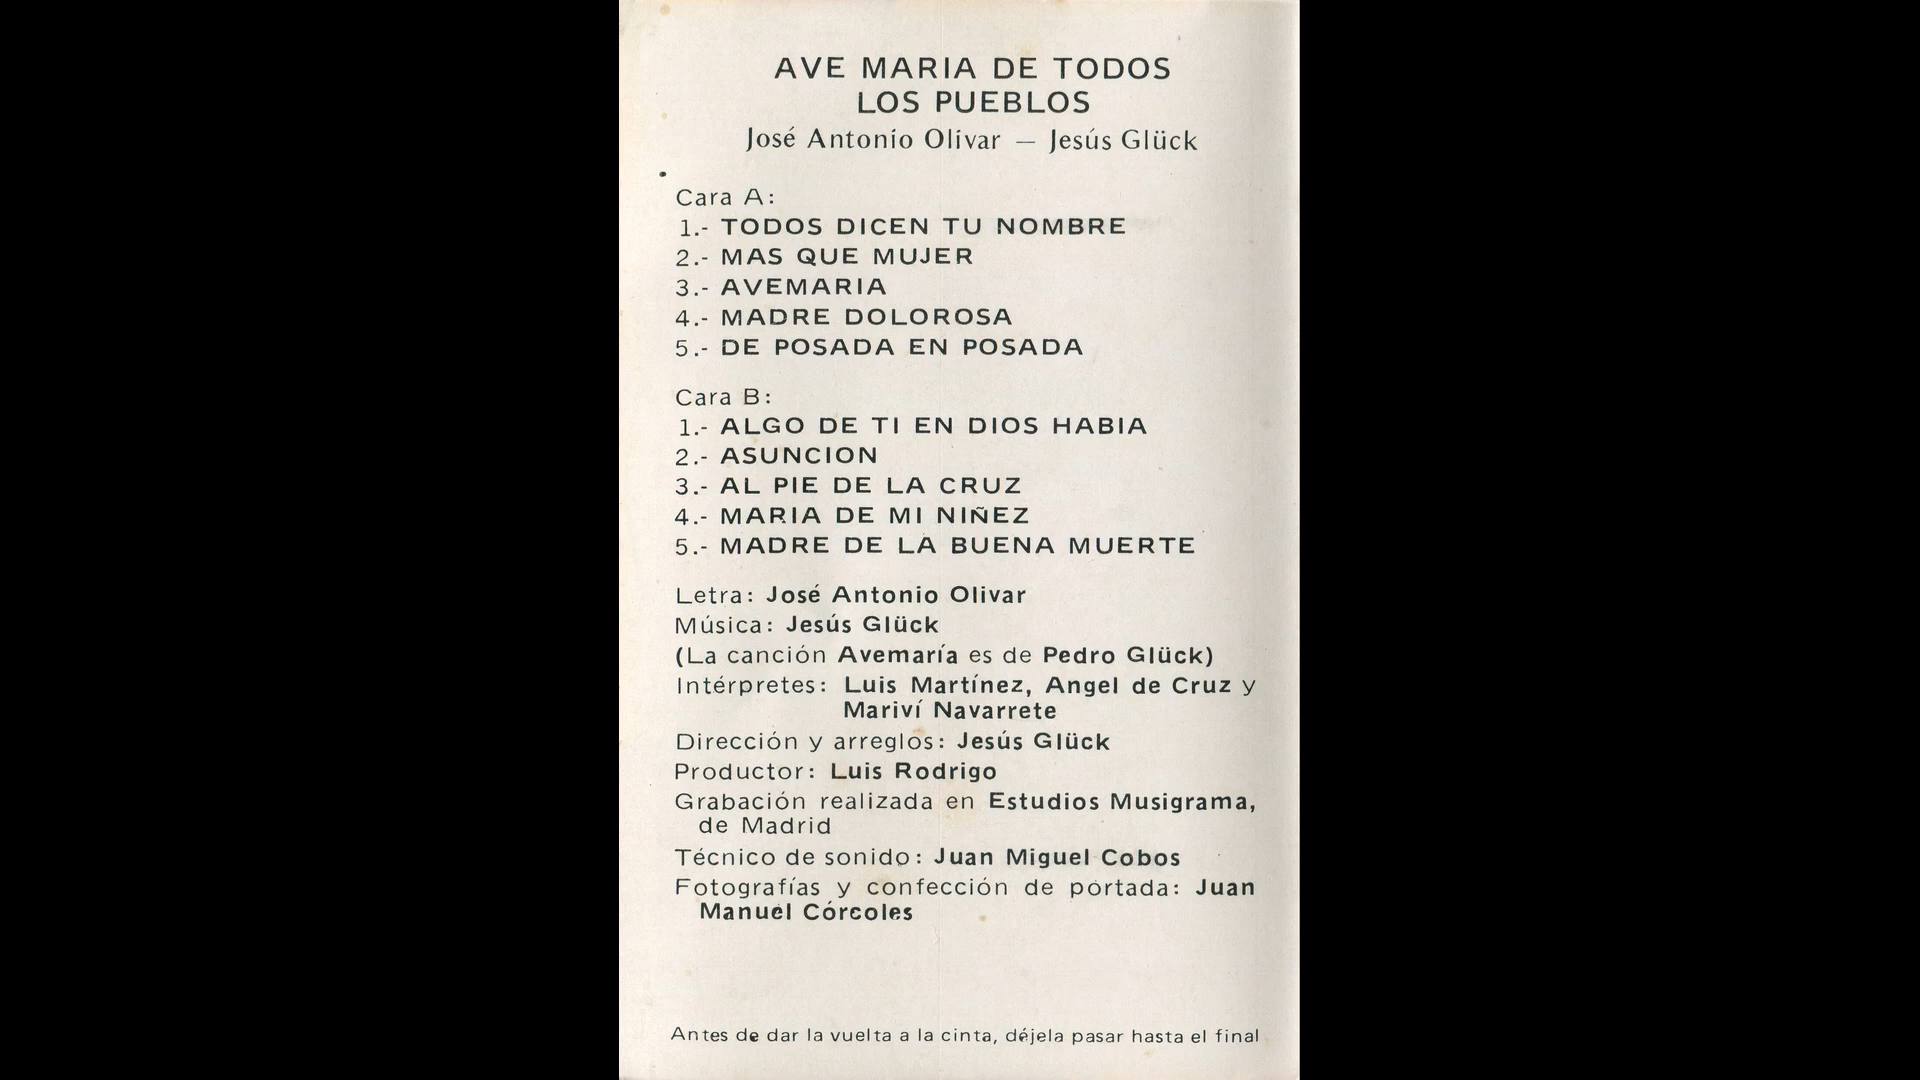 AVE MARIA DE TODOS
LOS PUEBLOS
José Antonio Olivar — Jesús Glück
Cara A:
1.- TODOS DICEN TU NOMBRE
2.- MAS QUE MUJER
3.- AVEMARIA
4.- MADRE DOLOROSA
5.- DE POSADA EN POSADA
Cara B:
1.- ALGO DE TI EN DIOS HABIA
2.- ASUNCION
3.- AL PIE DE LA CRUZ
4.- MARIA DE MI NIÑEZ
5.- MADRE DE LA BUENA MUERTE
Letra: José Antonio Olivar
Música: Jesús Glück
(La canción Avemaría es de Pedro Glück)
Intérpretes: Luis Martínez, Angel de Cruz y
Mariví Navarrete
Dirección y arreglos: Jesús Glück
Productor: Luis Rodrigo
Grabación realizada en Estudios Musigrama,
de Madrid
Técnico de sonido: Juan Miguel Cobos
Fotografías y confección de portada: Juan
Manuel Córcoles
Antes de dar la vuelta a la cinta, déjela pasar hasta el final